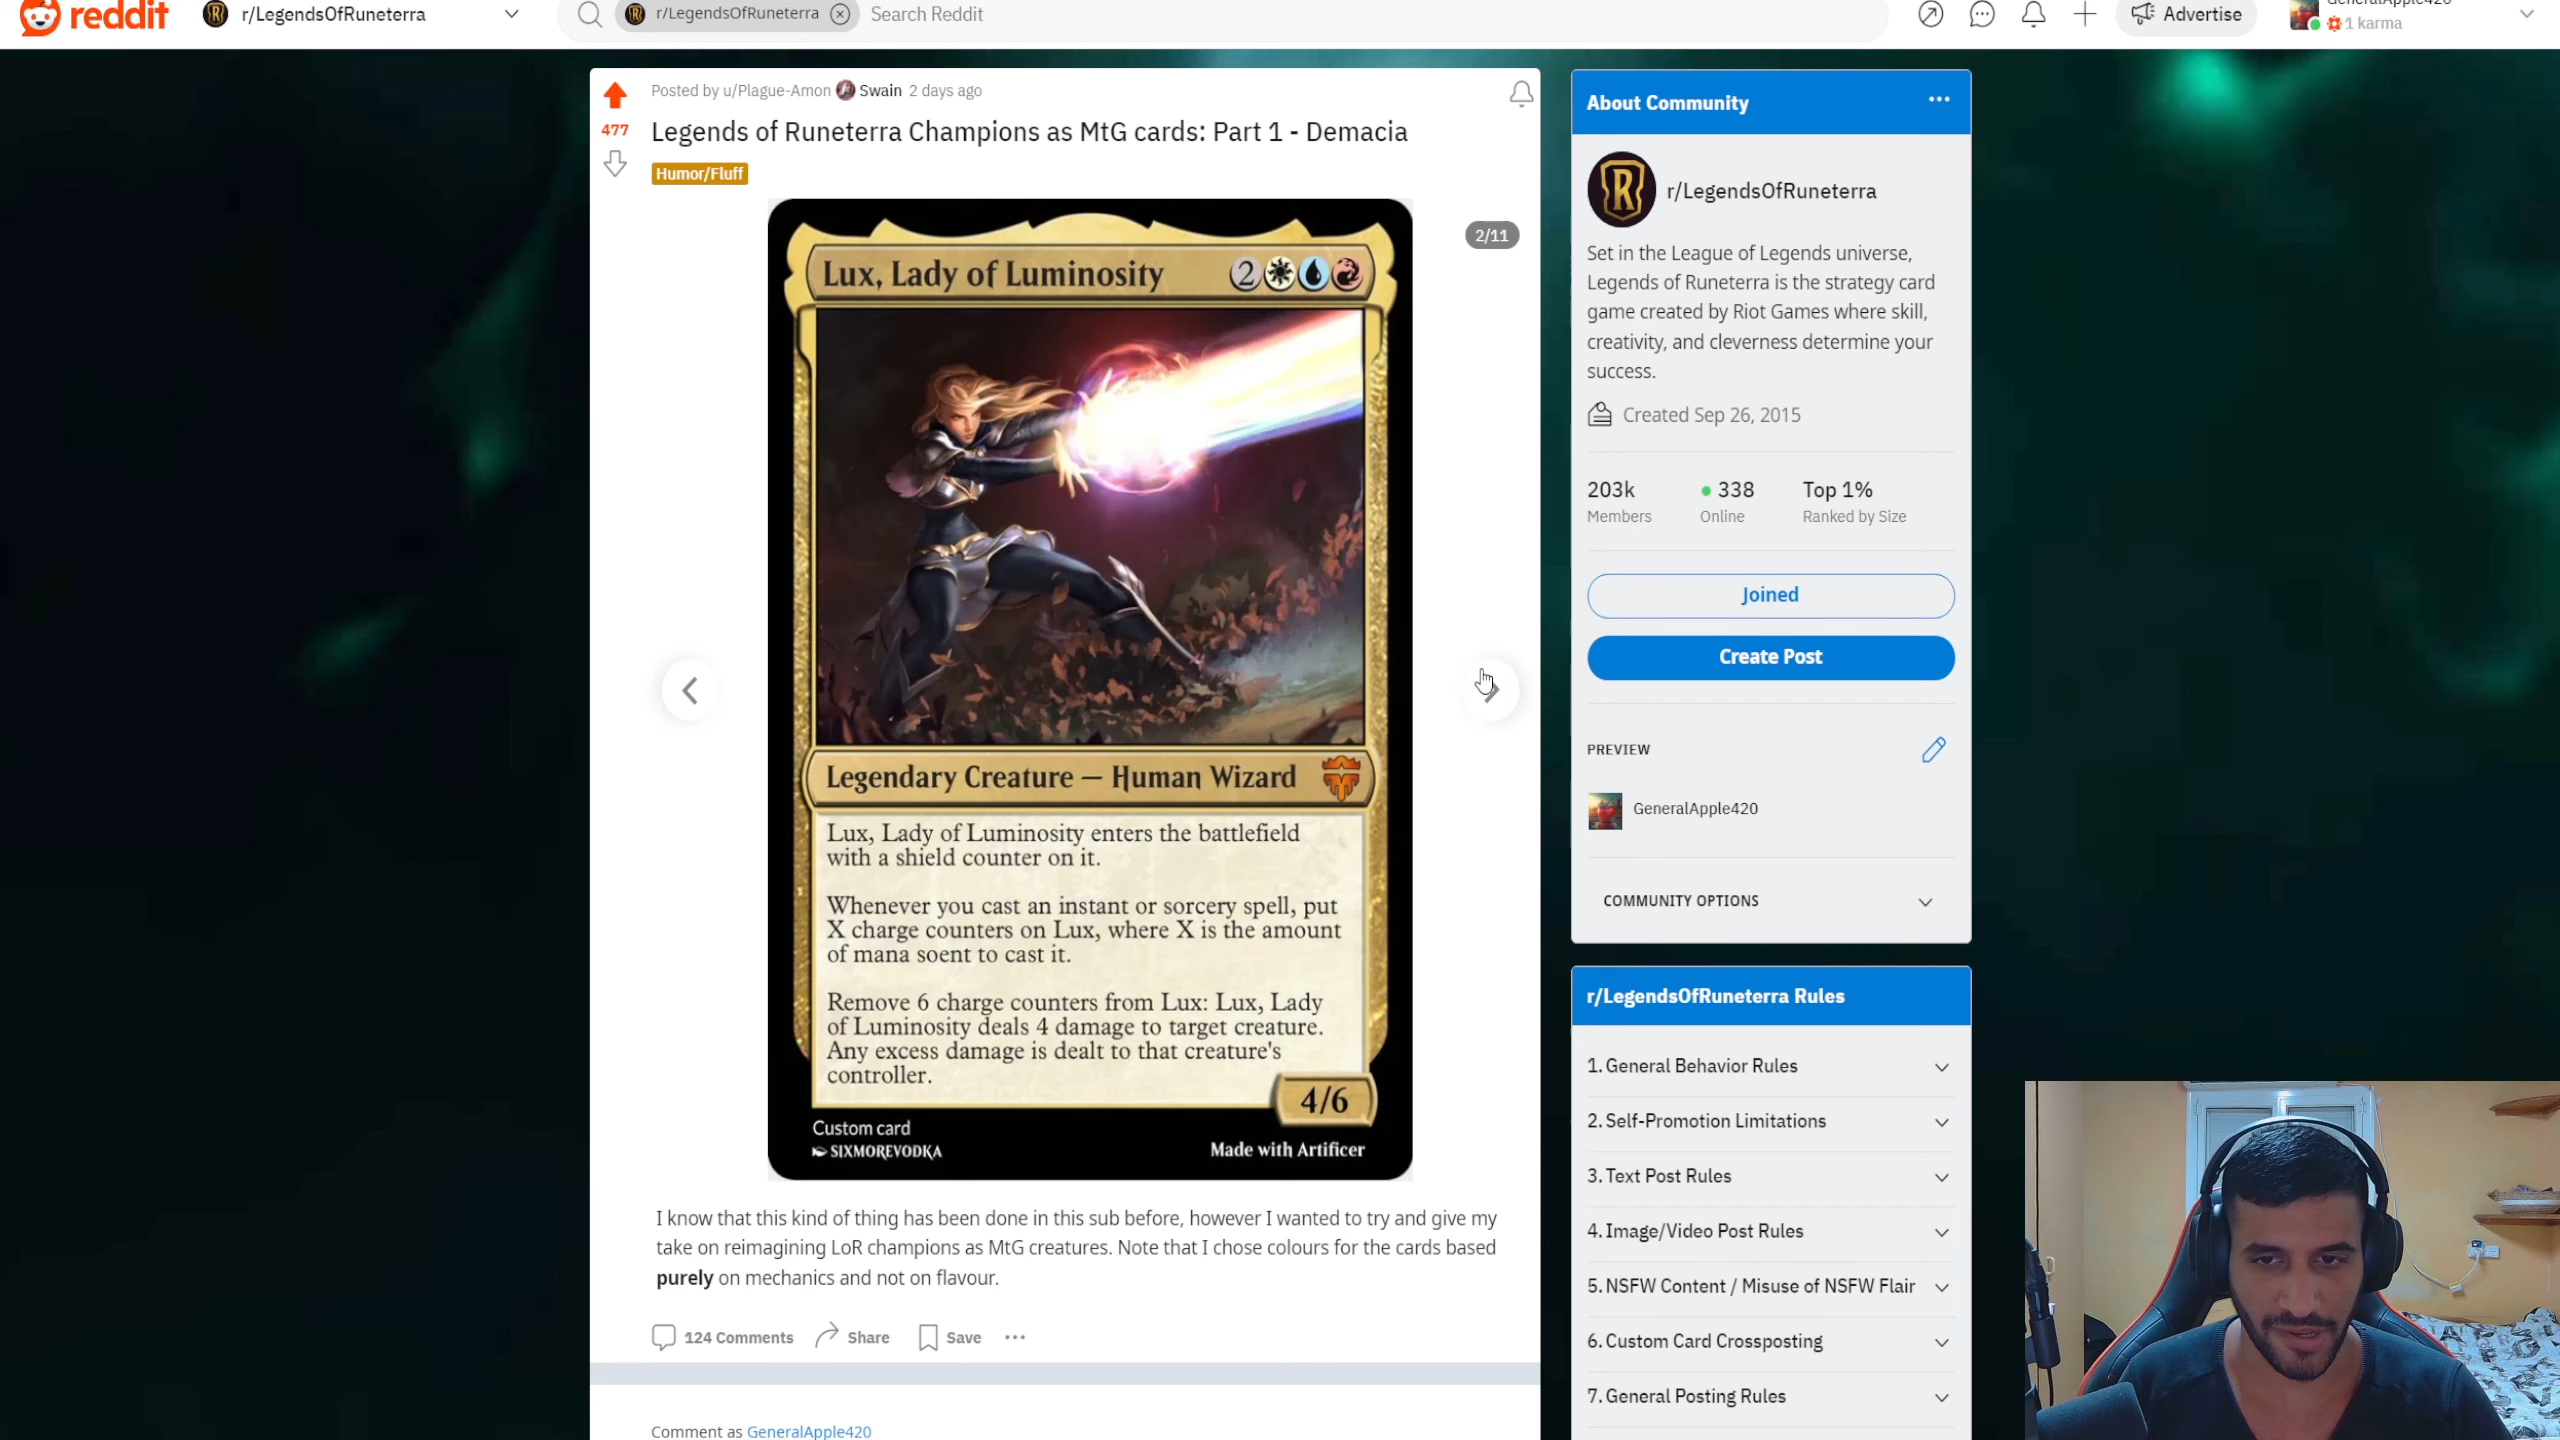 reddit
r/LegendsOfRuneterra
r/LegendsOfRuneterra
Search Reddit
Advertise
GeneralApple420
1 karma
Posted by u/Plague-Amon Swain 2 days ago
477
Legends of Runeterra Champions as MtG cards: Part 1 - Demacia
Humor/Fluff
2/11
Lux, Lady of Luminosity 2
Legendary Creature — Human Wizard
Lux, Lady of Luminosity enters the battlefield
with a shield counter on it.
Whenever you cast an instant or sorcery spell, put
X charge counters on Lux, where X is the amount
of mana soent to cast it.
Remove 6 charge counters from Lux: Lux, Lady
of Luminosity deals 4 damage to target creature.
Any excess damage is dealt to that creature's
controller.
4/6
Custom card
SIXMOREVODKA
Made with Artificer
I know that this kind of thing has been done in this sub before, however I wanted to try and give my
take on reimagining LoR champions as MtG creatures. Note that I chose colours for the cards based
purely on mechanics and not on flavour.
124 Comments
Share
Save
Comment as GeneralApple420
About Community
r/LegendsOfRuneterra
Set in the League of Legends universe,
Legends of Runeterra is the strategy card
game created by Riot Games where skill,
creativity, and cleverness determine your
success.
Created Sep 26, 2015
203k 338 Top 1%
Members Online Ranked by Size
Joined
Create Post
PREVIEW
GeneralApple420
COMMUNITY OPTIONS
r/LegendsOfRuneterra Rules
1. General Behavior Rules
2. Self-Promotion Limitations
3. Text Post Rules
4. Image/Video Post Rules
5. NSFW Content / Misuse of NSFW Flair
6. Custom Card Crossposting
7. General Posting Rules